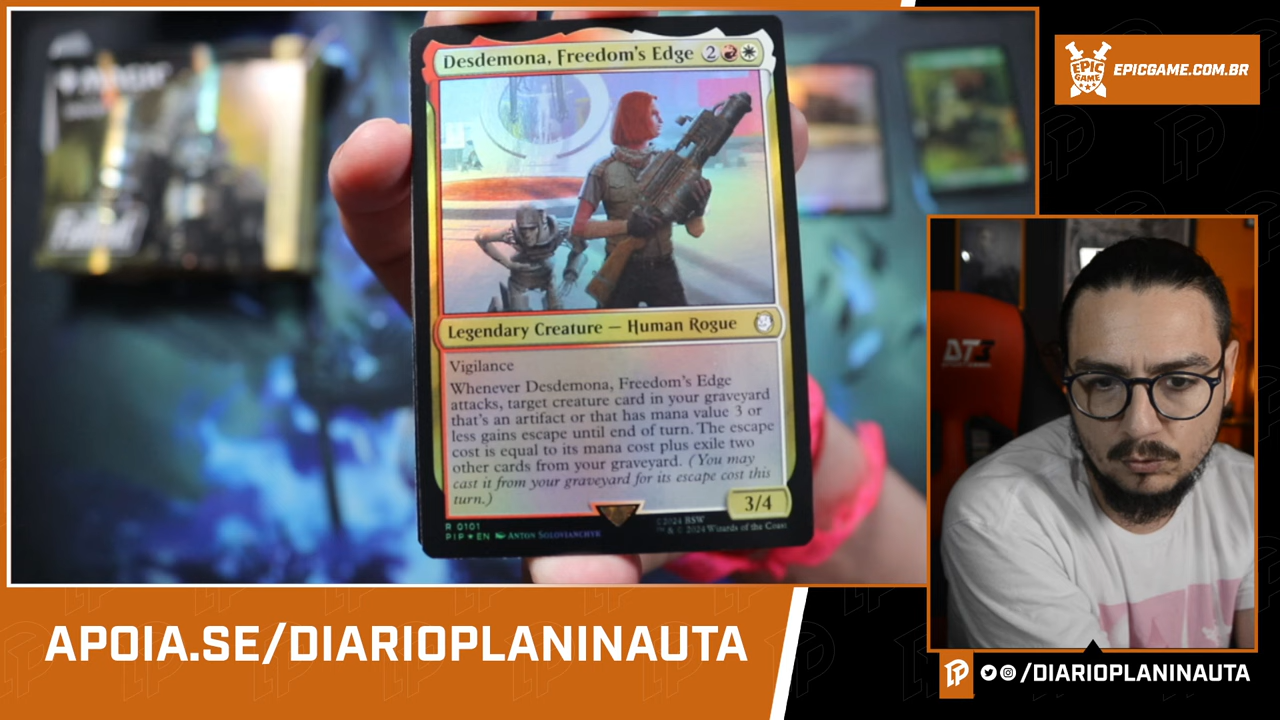 Desdemona, Freedom's Edge 2
Legendary Creature — Human Rogue
Vigilance
Whenever Desdemona, Freedom's Edge
attacks, target creature card in your graveyard
that's an artifact or that has mana value 3 or
less gains escape until end of turn. The escape
cost is equal to its mana cost plus exile two
other cards from your graveyard. (You may
cast it from your graveyard for its escape cost this
turn.)
3/4
R 0101
PIP ★ EN ANTON SOLOVIANCHYK
© 2024 BSW
™ & © 2024 Wizards of the Coast
EPIC
GAME
EPICGAME.COM.BR
DT3
APOIA.SE/DIARIOPLANINAUTA
/DIARIOPLANINAUTA